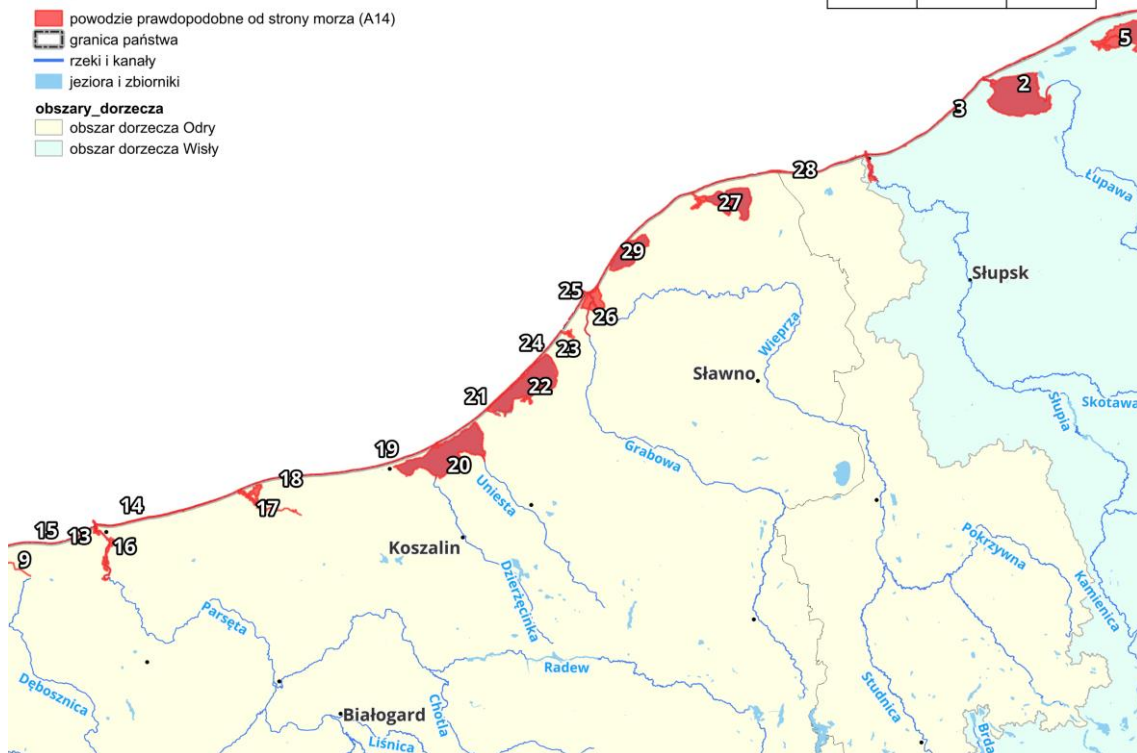 powodzie prawdopodobne od strony morza (A14)
granica państwa
rzeki i kanały
jeziora i zbiorniki
obszary_dorzecza
obszar dorzecza Odry
obszar dorzecza Wisły
5
2
3
28
Łupawa
27
29
Słupsk
25
26
Wieprza
24
23
Sławno
22
21
Skotawa
Słupia
19
20
Grabowa
18
Uniesta
17
14
15
13
16
Koszalin
9
Dzierżęcinka
Pokrzywna
Kamienica
Parsęta
Radew
Dębosznica
Studnica
Chotla
Białogard
Liśnica
Brda